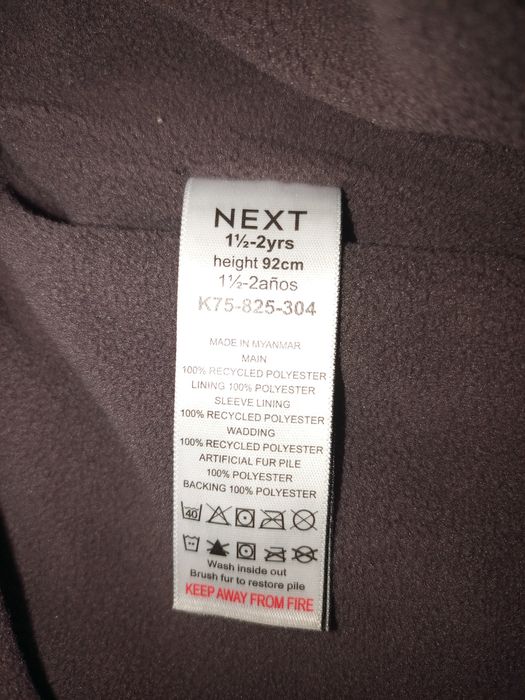 NEXT
1½-2yrs
height 92cm
1½-2años
K75-825-304
MADE IN MYANMAR
MAIN
100% RECYCLED POLYESTER
LINING 100% POLYESTER
SLEEVE LINING
100% RECYCLED POLYESTER
WADDING
100% RECYCLED POLYESTER
ARTIFICIAL FUR PILE
100% POLYESTER
BACKING 100% POLYESTER
40
Wash inside out
Brush fur to restore pile
KEEP AWAY FROM FIRE